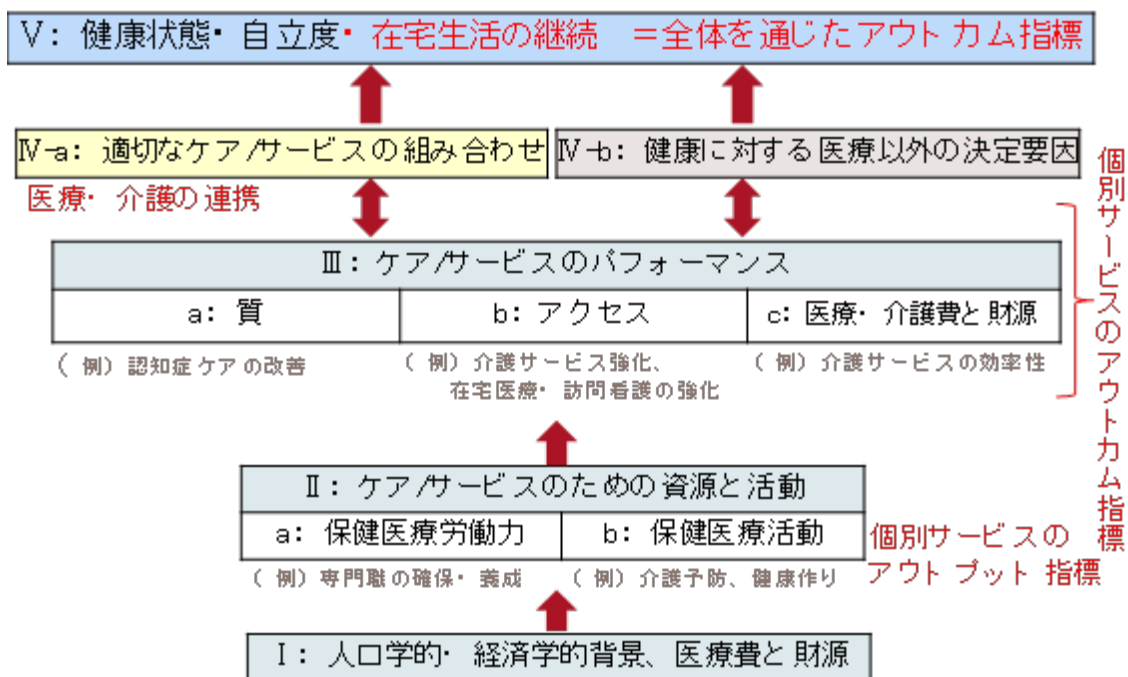 Ⅴ: 健康状態・ 自立度・ 在宅生活の継続 ＝全体を通じたアウトカム指標
Ⅳ-a: 適切なケア/サービスの組み合わせ
Ⅳ-b: 健康に対する医療以外の決定要因
医療・ 介護の連携
個別サービスのアウトカム指標
Ⅲ: ケア/サービスのパフォーマンス
a: 質
b: アクセス
c: 医療・ 介護費と財源
(例) 認知症ケアの改善
(例) 介護サービス強化、
在宅医療・ 訪問看護の強化
(例) 介護サービスの効率性
Ⅱ: ケア/サービスのための資源と活動
a: 保健医療労働力
b: 保健医療活動
個別サービスの
アウトプット指標
(例) 専門職の確保・ 養成
(例) 介護予防、健康作り
Ⅰ: 人口学的・ 経済学的背景、医療費と財源